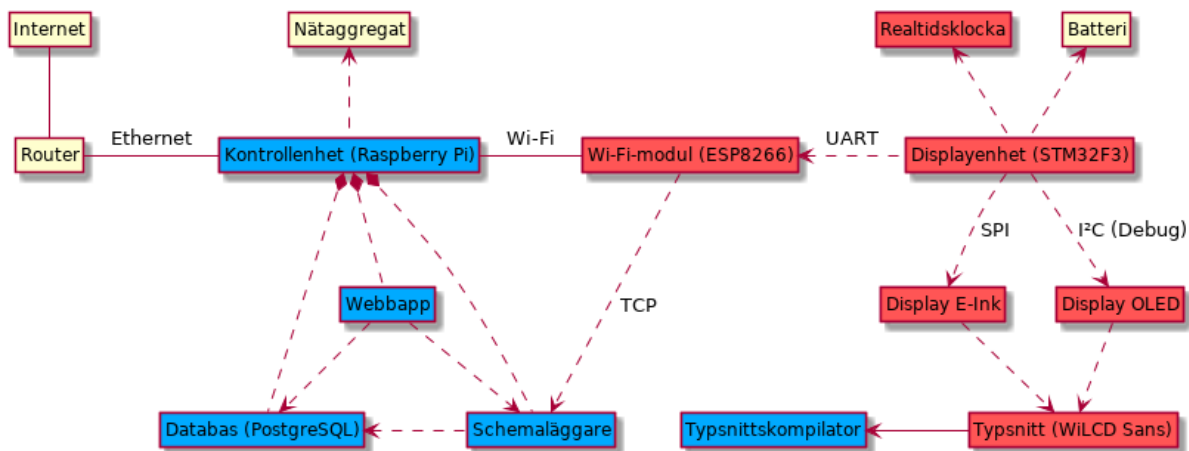 Internet
Nätaggregat
Realtidsklocka
Batteri
Router
Ethernet
Kontrollenhet (Raspberry Pi)
Wi-Fi
Wi-Fi-modul (ESP8266)
UART
Displayenhet (STM32F3)
SPI
I²C (Debug)
Webbapp
TCP
Display E-Ink
Display OLED
Databas (PostgreSQL)
Schemaläggare
Typsnittskompilator
Typsnitt (WiLCD Sans)